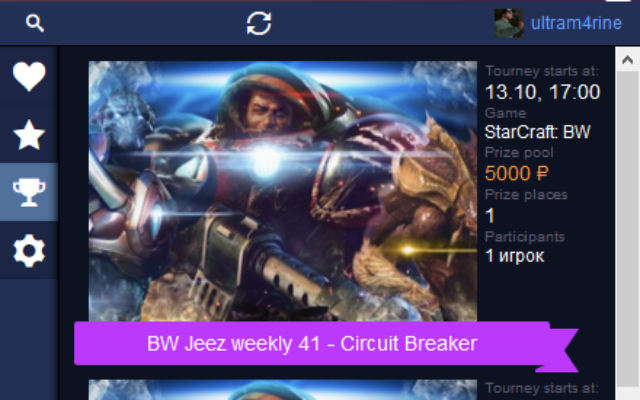 ultram4rine
Tourney starts at:
13.10, 17:00
Game
StarCraft: BW
Prize pool
5000 ₽
Prize places
1
Participants
1 игрок
BW Jeez weekly 41 - Circuit Breaker
Tourney starts at: